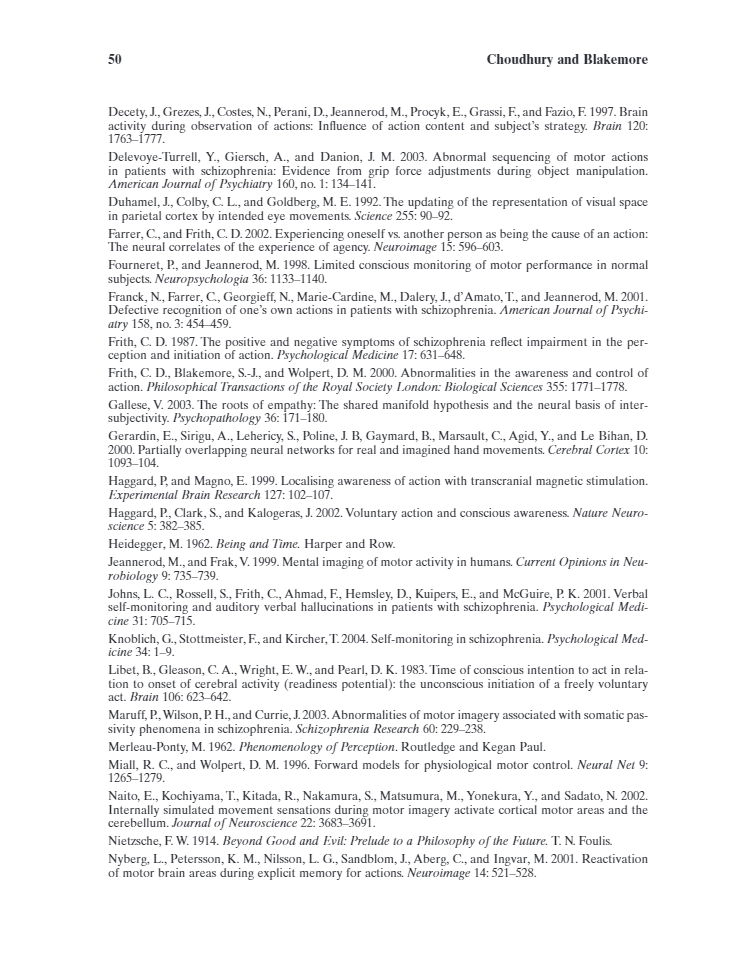 50
Choudhury and Blakemore
Decety, J., Grezes, J., Costes, N., Perani, D., Jeannerod, M., Procyk, E., Grassi, F., and Fazio, F. 1997. Brain
activity during observation of actions: Influence of action content and subject's strategy. Brain 120:
1763–1777.
Delevoye-Turrell, Y., Giersch, A., and Danion, J. M. 2003. Abnormal sequencing of motor actions
in patients with schizophrenia: Evidence from grip force adjustments during object manipulation.
American Journal of Psychiatry 160, no. 1: 134–141.
Duhamel, J., Colby, C. L., and Goldberg, M. E. 1992. The updating of the representation of visual space
in parietal cortex by intended eye movements. Science 255: 90–92.
Farrer, C., and Frith, C. D. 2002. Experiencing oneself vs. another person as being the cause of an action:
The neural correlates of the experience of agency. Neuroimage 15: 596–603.
Fourneret, P., and Jeannerod, M. 1998. Limited conscious monitoring of motor performance in normal
subjects. Neuropsychologia 36: 1133–1140.
Franck, N., Farrer, C., Georgieff, N., Marie-Cardine, M., Dalery, J., d'Amato, T., and Jeannerod, M. 2001.
Defective recognition of one's own actions in patients with schizophrenia. American Journal of Psychi-
atry 158, no. 3: 454–459.
Frith, C. D. 1987. The positive and negative symptoms of schizophrenia reflect impairment in the per-
ception and initiation of action. Psychological Medicine 17: 631–648.
Frith, C. D., Blakemore, S.-J., and Wolpert, D. M. 2000. Abnormalities in the awareness and control of
action. Philosophical Transactions of the Royal Society London: Biological Sciences 355: 1771–1778.
Gallese, V. 2003. The roots of empathy: The shared manifold hypothesis and the neural basis of inter-
subjectivity. Psychopathology 36: 171–180.
Gerardin, E., Sirigu, A., Lehericy, S., Poline, J. B, Gaymard, B., Marsault, C., Agid, Y., and Le Bihan, D.
2000. Partially overlapping neural networks for real and imagined hand movements. Cerebral Cortex 10:
1093–104.
Haggard, P, and Magno, E. 1999. Localising awareness of action with transcranial magnetic stimulation.
Experimental Brain Research 127: 102–107.
Haggard, P., Clark, S., and Kalogeras, J. 2002. Voluntary action and conscious awareness. Nature Neuro-
science 5: 382–385.
Heidegger, M. 1962. Being and Time. Harper and Row.
Jeannerod, M., and Frak, V. 1999. Mental imaging of motor activity in humans. Current Opinions in Neu-
robiology 9: 735–739.
Johns, L. C., Rossell, S., Frith, C., Ahmad, F., Hemsley, D., Kuipers, E., and McGuire, P. K. 2001. Verbal
self-monitoring and auditory verbal hallucinations in patients with schizophrenia. Psychological Medi-
cine 31: 705–715.
Knoblich, G., Stottmeister, F., and Kircher, T. 2004. Self-monitoring in schizophrenia. Psychological Med-
icine 34: 1–9.
Libet, B., Gleason, C. A., Wright, E. W., and Pearl, D. K. 1983. Time of conscious intention to act in rela-
tion to onset of cerebral activity (readiness potential): the unconscious initiation of a freely voluntary
act. Brain 106: 623–642.
Maruff, P., Wilson, P. H., and Currie, J. 2003. Abnormalities of motor imagery associated with somatic pas-
sivity phenomena in schizophrenia. Schizophrenia Research 60: 229–238.
Merleau-Ponty, M. 1962. Phenomenology of Perception. Routledge and Kegan Paul.
Miall, R. C., and Wolpert, D. M. 1996. Forward models for physiological motor control. Neural Net 9:
1265–1279.
Naito, E., Kochiyama, T., Kitada, R., Nakamura, S., Matsumura, M., Yonekura, Y., and Sadato, N. 2002.
Internally simulated movement sensations during motor imagery activate cortical motor areas and the
cerebellum. Journal of Neuroscience 22: 3683–3691.
Nietzsche, F. W. 1914. Beyond Good and Evil: Prelude to a Philosophy of the Future. T. N. Foulis.
Nyberg, L., Petersson, K. M., Nilsson, L. G., Sandblom, J., Aberg, C., and Ingvar, M. 2001. Reactivation
of motor brain areas during explicit memory for actions. Neuroimage 14: 521–528.